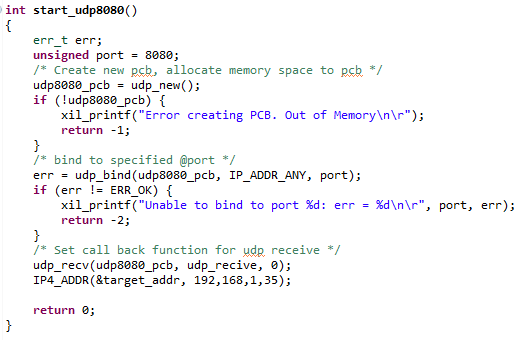 int start_udp8080()
{
    err_t err;
    unsigned port = 8080;
    /* Create new pcb, allocate memory space to pcb */
    udp8080_pcb = udp_new();
    if (!udp8080_pcb) {
        xil_printf("Error creating PCB. Out of Memory\n\r");
        return -1;
    }
    /* bind to specified @port */
    err = udp_bind(udp8080_pcb, IP_ADDR_ANY, port);
    if (err != ERR_OK) {
        xil_printf("Unable to bind to port %d: err = %d\n\r", port, err);
        return -2;
    }
    /* Set call back function for udp receive */
    udp_recv(udp8080_pcb, udp_recive, 0);
    IP4_ADDR(&target_addr, 192,168,1,35);

    return 0;
}